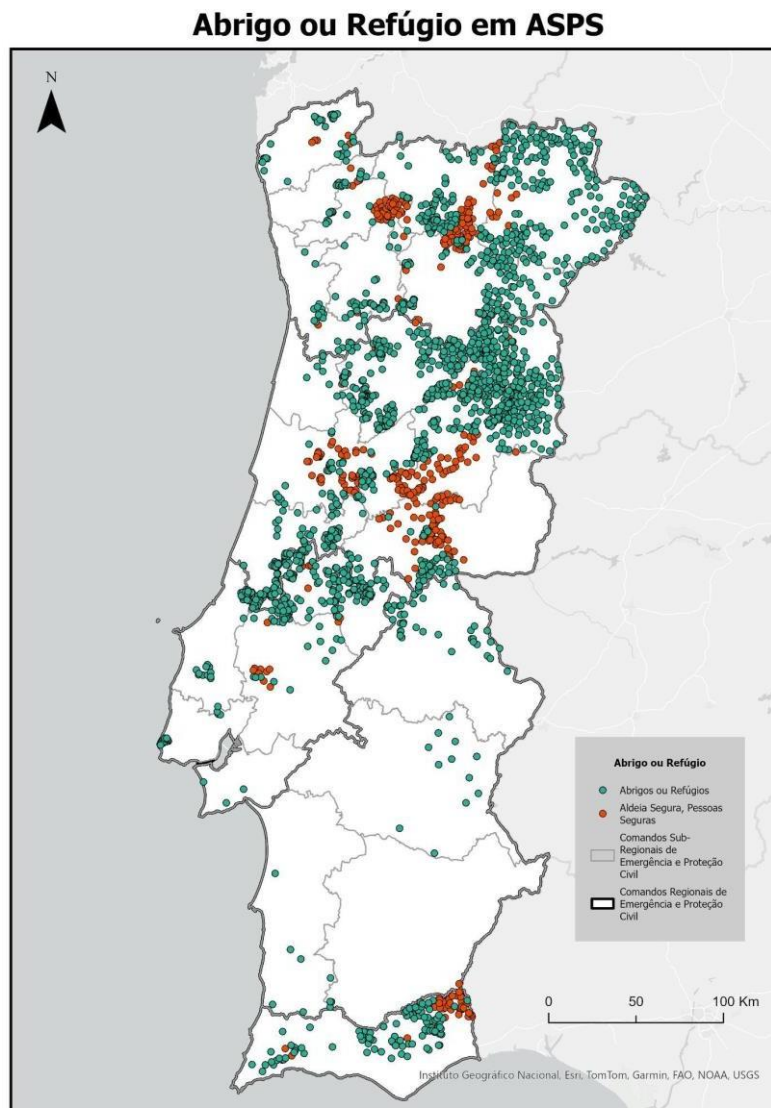 Abrigo ou Refúgio em ASPS
N
Abrigo ou Refúgio
Abrigos ou Refúgios
Aldeia Segura, Pessoas
Seguras
Comandos Sub-
Regionais de
Emergência e Proteção
Civil
Comandos Regionais de
Emergência e Proteção
Civil
0 50 100 Km
Instituto Geográfico Nacional, Esri, TomTom, Garmin, FAO, NOAA, USGS